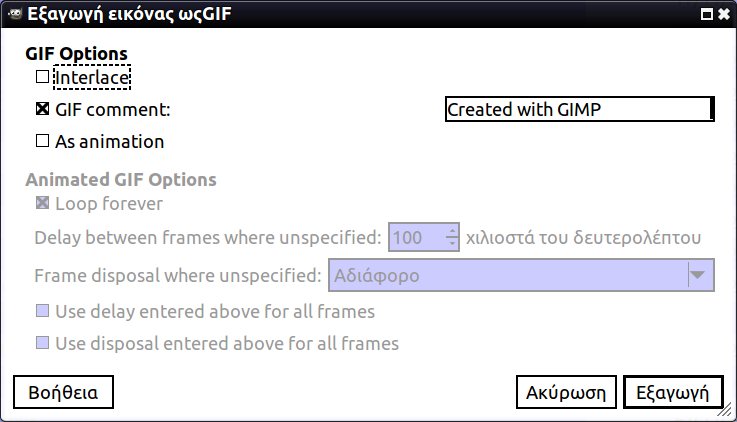 Εξαγωγή εικόνας ωςGIF
GIF Options
Interlace
GIF comment: Created with GIMP
As animation
Animated GIF Options
Loop forever
Delay between frames where unspecified: 100 χιλιοστά του δευτερολέπτου
Frame disposal where unspecified: Αδιάφορο
Use delay entered above for all frames
Use disposal entered above for all frames
Βοήθεια Ακύρωση Εξαγωγή